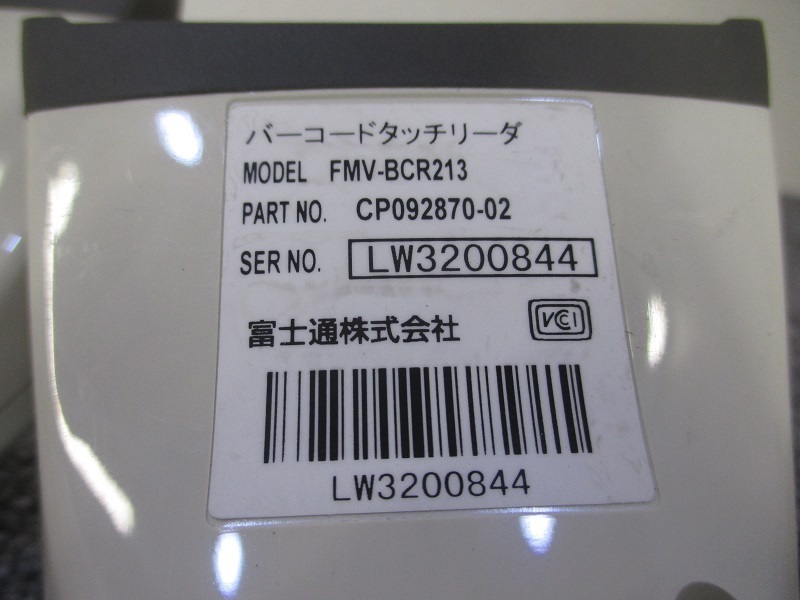 バーコードタッチリーダ
MODEL FMV-BCR213
PART NO. CP092870-02
SER NO. LW3200844
富士通株式会社
VCCI
LW3200844